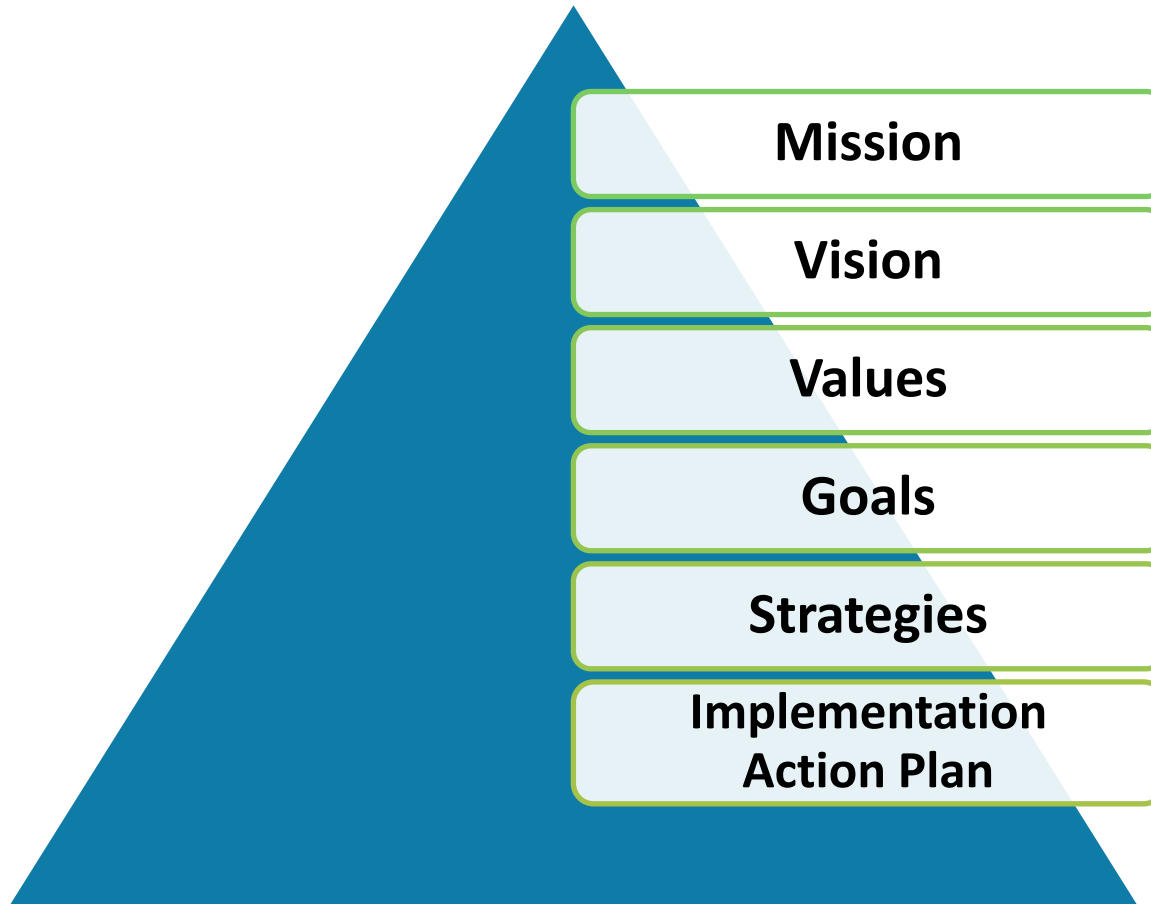 Mission
Vision
Values
Goals
Strategies
Implementation
Action Plan